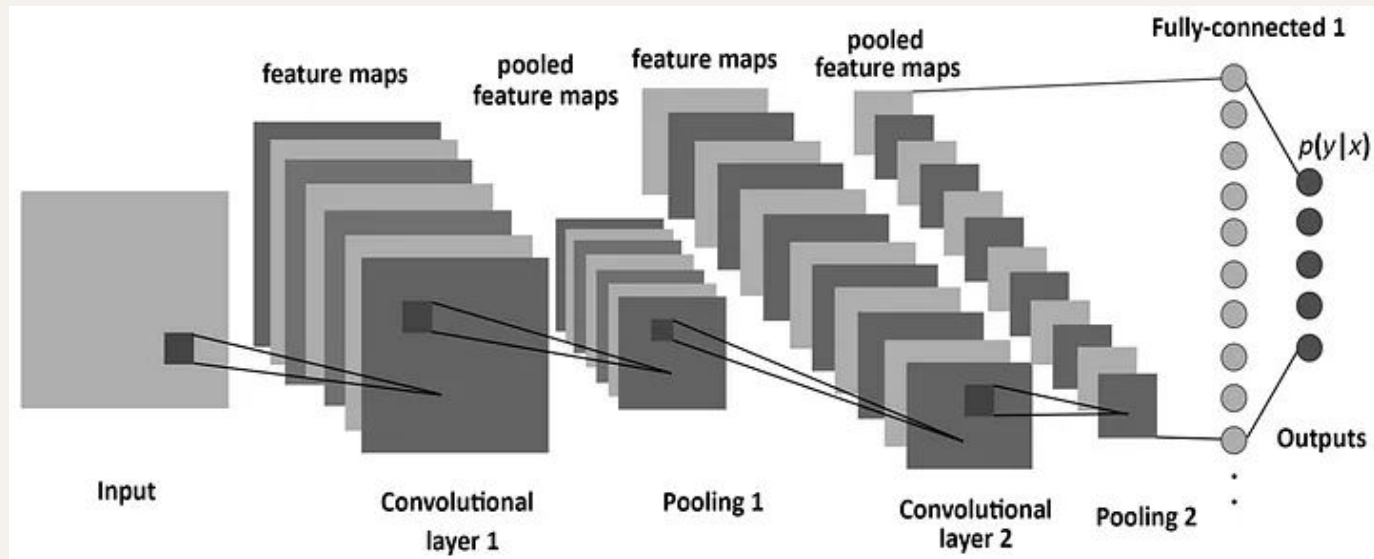 feature maps
pooled
feature maps
feature maps
pooled
feature maps
Fully-connected 1
p(y|x)
Input
Convolutional
layer 1
Pooling 1
Convolutional
layer 2
Pooling 2
Outputs